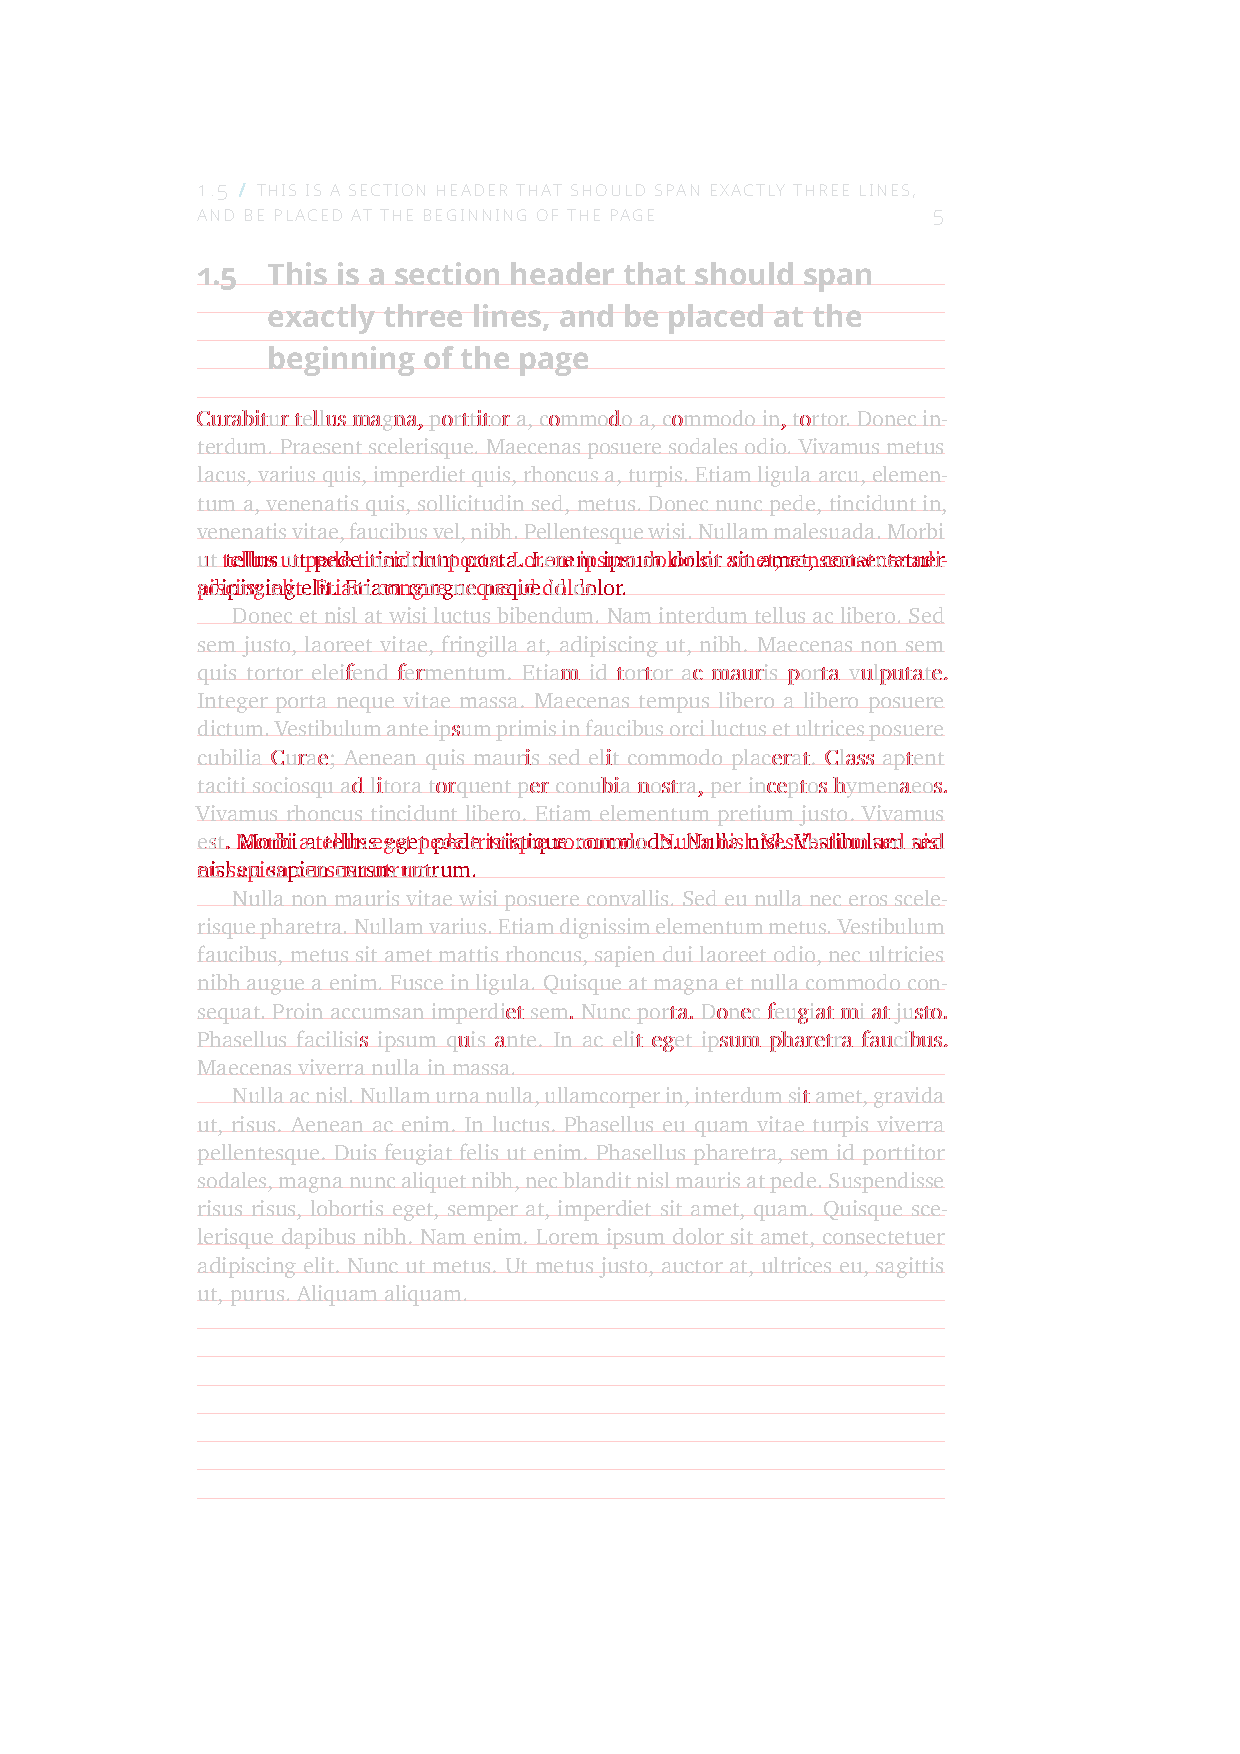 1.5 / THIS IS A SECTION HEADER THAT SHOULD SPAN EXACTLY THREE LINES,
AND BE PLACED AT THE BEGINNING OF THE PAGE 5
1.5 This is a section header that should span
exactly three lines, and be placed at the
beginning of the page
Curabitur tellus magna, porttitor a, commodo a, commodo in, tortor. Donec in-
terdum. Praesent scelerisque. Maecenas posuere sodales odio. Vivamus metus
lacus, varius quis, imperdiet quis, rhoncus a, turpis. Etiam ligula arcu, elemen-
tum a, venenatis quis, sollicitudin sed, metus. Donec nunc pede, tincidunt in,
venenatis vitae, faucibus vel, nibh. Pellentesque wisi. Nullam malesuada. Morbi
ut tellus ut pede tincidunt porta. Lorem ipsum dolor sit amet,
adipiscing elit. Etiam congue neque id dolor.
Donec et nisl at wisi luctus bibendum. Nam interdum tellus ac libero. Sed
sem justo, laoreet vitae, fringilla at, adipiscing ut, nibh. Maecenas non sem
quis tortor eleifend fermentum. Etiam id tortor ac mauris porta vulputate.
Integer porta neque vitae massa. Maecenas tempus libero a libero posuere
dictum. Vestibulum ante ipsum primis in faucibus orci luctus et ultrices posuere
cubilia Curae; Aenean quis mauris sed elit commodo placerat. Class aptent
taciti sociosqu ad litora torquent per conubia nostra, per inceptos hymenaeos.
Vivamus rhoncus tincidunt libero. Etiam elementum pretium justo. Vivamus
est. Morbi a tellus eget pede tristique commodo. Nulla nisl. Vestibulum sed
nisl eu sapien cursus rutrum.
Nulla non mauris vitae wisi posuere convallis. Sed eu nulla nec eros scele-
risque pharetra. Nullam varius. Etiam dignissim elementum metus. Vestibulum
faucibus, metus sit amet mattis rhoncus, sapien dui laoreet odio, nec ultricies
nibh augue a enim. Fusce in ligula. Quisque at magna et nulla commodo con-
sequat. Proin accumsan imperdiet sem. Nunc porta. Donec feugiat mi at justo.
Phasellus facilisis ipsum quis ante. In ac elit eget ipsum pharetra faucibus.
Maecenas viverra nulla in massa.
Nulla ac nisl. Nullam urna nulla, ullamcorper in, interdum sit amet, gravida
ut, risus. Aenean ac enim. In luctus. Phasellus eu quam vitae turpis viverra
pellentesque. Duis feugiat felis ut enim. Phasellus pharetra, sem id porttitor
sodales, magna nunc aliquet nibh, nec blandit nisl mauris at pede. Suspendisse
risus risus, lobortis eget, semper at, imperdiet sit amet, quam. Quisque sce-
lerisque dapibus nibh. Nam enim. Lorem ipsum dolor sit amet, consectetuer
adipiscing elit. Nunc ut metus. Ut metus justo, auctor at, ultrices eu, sagittis
ut, purus. Aliquam aliquam.